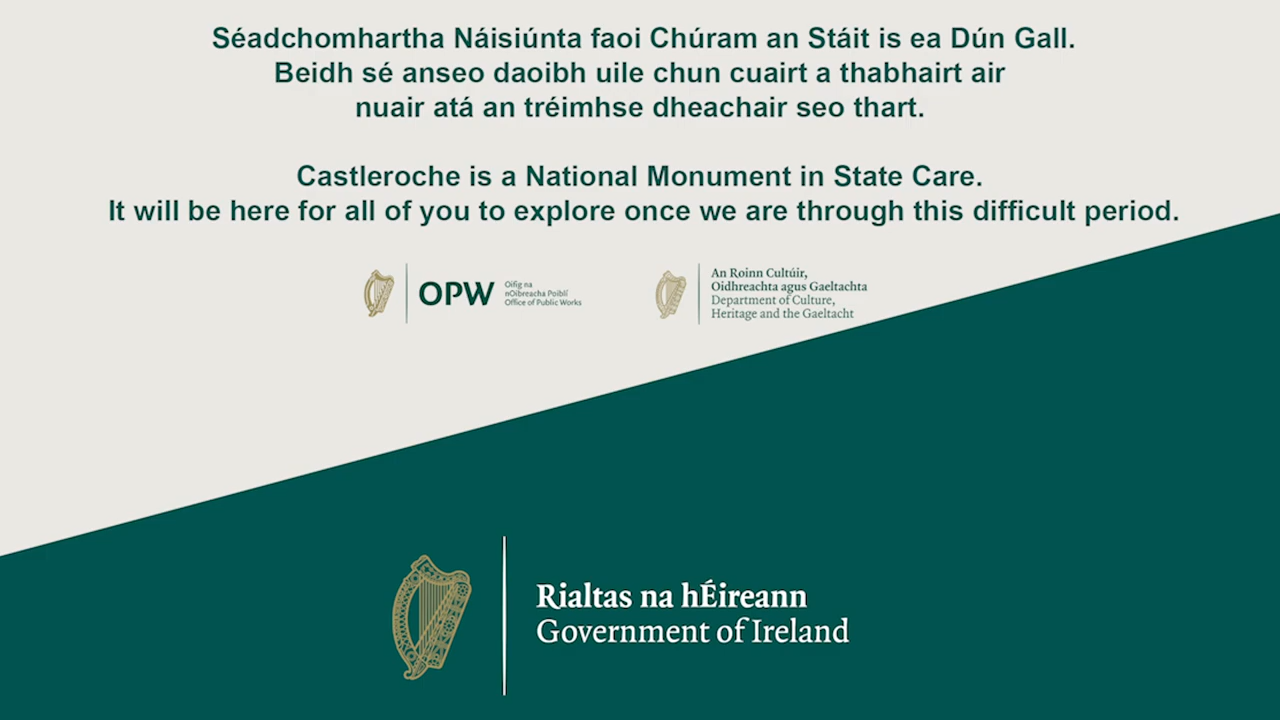 Séadchomhartha Náisiúnta faoi Chúram an Stáit is ea Dún Gall.
Beidh sé anseo daoibh uile chun cuairt a thabhairt air
nuair atá an tréimhse dheachair seo thart.
Castleroche is a National Monument in State Care.
It will be here for all of you to explore once we are through this difficult period.
OPW
Oifig na
nOibreacha Poiblí
Office of Public Works
An Roinn Cultúir,
Oidhreachta agus Gaeltachta
Department of Culture,
Heritage and the Gaeltacht
Rialtas na hÉireann
Government of Ireland